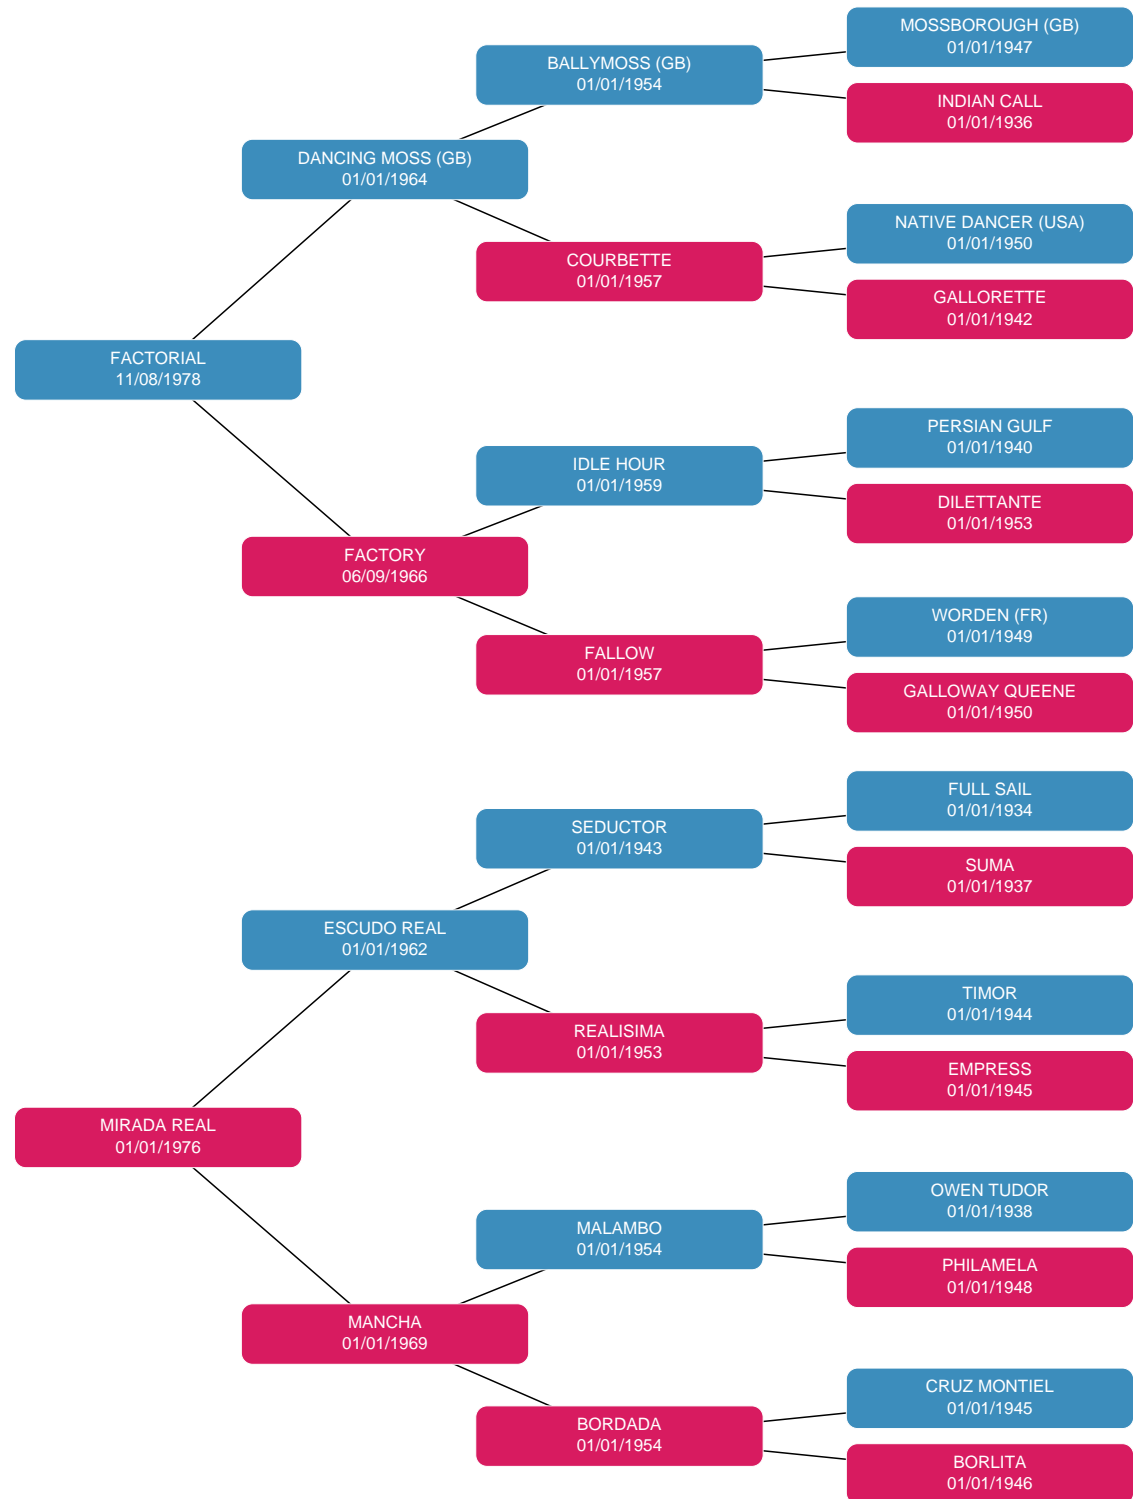 MOSSBOROUGH (GB)
01/01/1947
BALLYMOSS (GB)
01/01/1954
INDIAN CALL
01/01/1936
DANCING MOSS (GB)
01/01/1964
NATIVE DANCER (USA)
01/01/1950
COURBETTE
01/01/1957
GALLORETTE
01/01/1942
FACTORIAL
11/08/1978
PERSIAN GULF
01/01/1940
IDLE HOUR
01/01/1959
DILETTANTE
01/01/1953
FACTORY
06/09/1966
WORDEN (FR)
01/01/1949
FALLOW
01/01/1957
GALLOWAY QUEENE
01/01/1950
FULL SAIL
01/01/1934
SEDUCTOR
01/01/1943
SUMA
01/01/1937
ESCUDO REAL
01/01/1962
TIMOR
01/01/1944
REALISIMA
01/01/1953
EMPRESS
01/01/1945
MIRADA REAL
01/01/1976
OWEN TUDOR
01/01/1938
MALAMBO
01/01/1954
PHILAMELA
01/01/1948
MANCHA
01/01/1969
CRUZ MONTIEL
01/01/1945
BORDADA
01/01/1954
BORLITA
01/01/1946